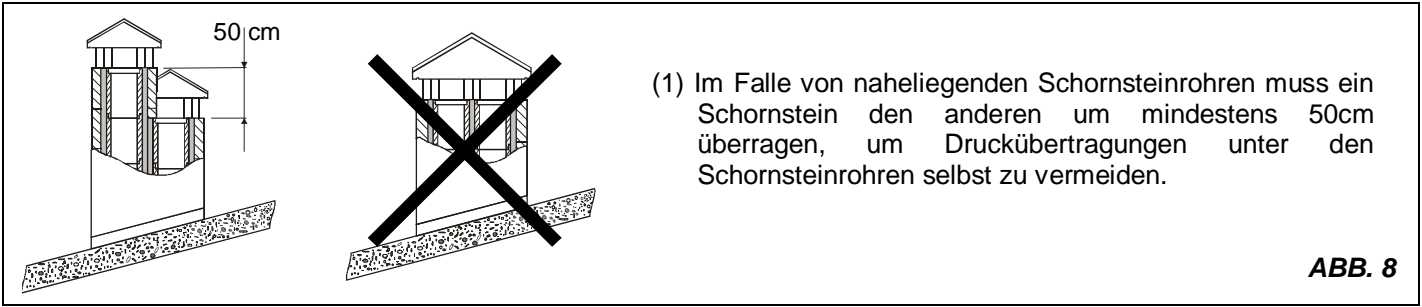 50 cm
(1) Im Falle von naheliegenden Schornsteinrohren muss ein
Schornstein den anderen um mindestens 50cm
überragen, um Druckübertragungen unter den
Schornsteinrohren selbst zu vermeiden.
ABB. 8